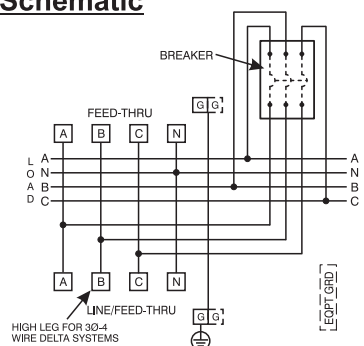 Schematic
BREAKER
G G
FEED-THRU
A B C N
L A A
O N N
A B B
D C C
A B C N
LINE/FEED-THRU
G G
HIGH LEG FOR 3Ø-4
WIRE DELTA SYSTEMS
EQPT GRD